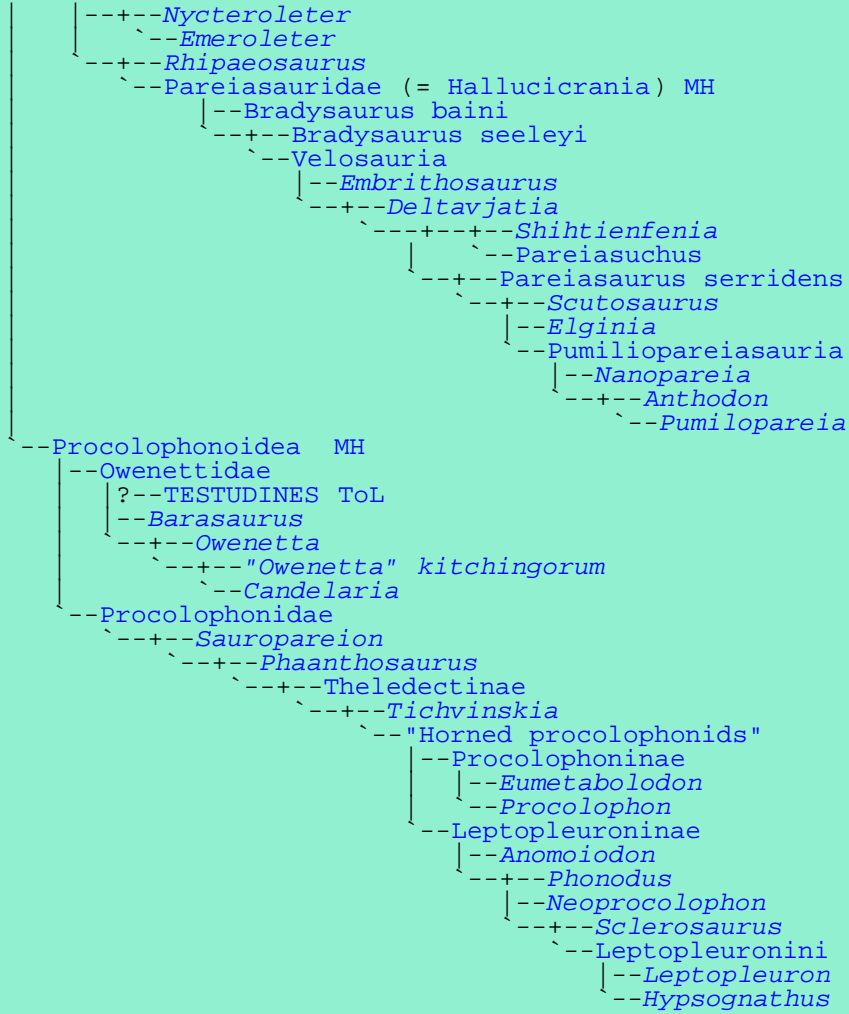 |     |--+--Nycteroleter
|     |  `--Emeroleter
|     `--+--Rhipaeosaurus
|        `--Pareiasauridae (= Hallucicrania) MH
|             |--Bradysaurus baini
|             `--+--Bradysaurus seeleyi
|                `--Velosauria
|                   |--Embrithosaurus
|                   `--+--Deltavjatia
|                       `---+--+--Shihtienfenia
|                           |  `--Pareiasuchus
|                           `--+--Pareiasaurus serridens
|                              `--+--Scutosaurus
|                                 |--Elginia
|                                 `--Pumiliopareiasauria
|                                    |--Nanopareia
|                                    `--+--Anthodon
|                                       `--Pumilopareia
`--Procolophonoidea  MH
   |--Owenettidae
   |  |?--TESTUDINES ToL
   |  |--Barasaurus
   |  `--+--Owenetta
   |     `--+--"Owenetta" kitchingorum
   |        `--Candelaria
   `--Procolophonidae
      `--+--Sauropareion
         `--+--Phaanthosaurus
            `--+--Theledectinae
               `--+--Tichvinskia
                  `--"Horned procolophonids"
                     |--Procolophoninae
                     |  |--Eumetabolodon
                     |  `--Procolophon
                     `--Leptopleuroninae
                        |--Anomoiodon
                        `--+--Phonodus
                           |--Neoprocolophon
                           `--+--Sclerosaurus
                              `--Leptopleuronini
                                 |--Leptopleuron
                                 `--Hypsognathus